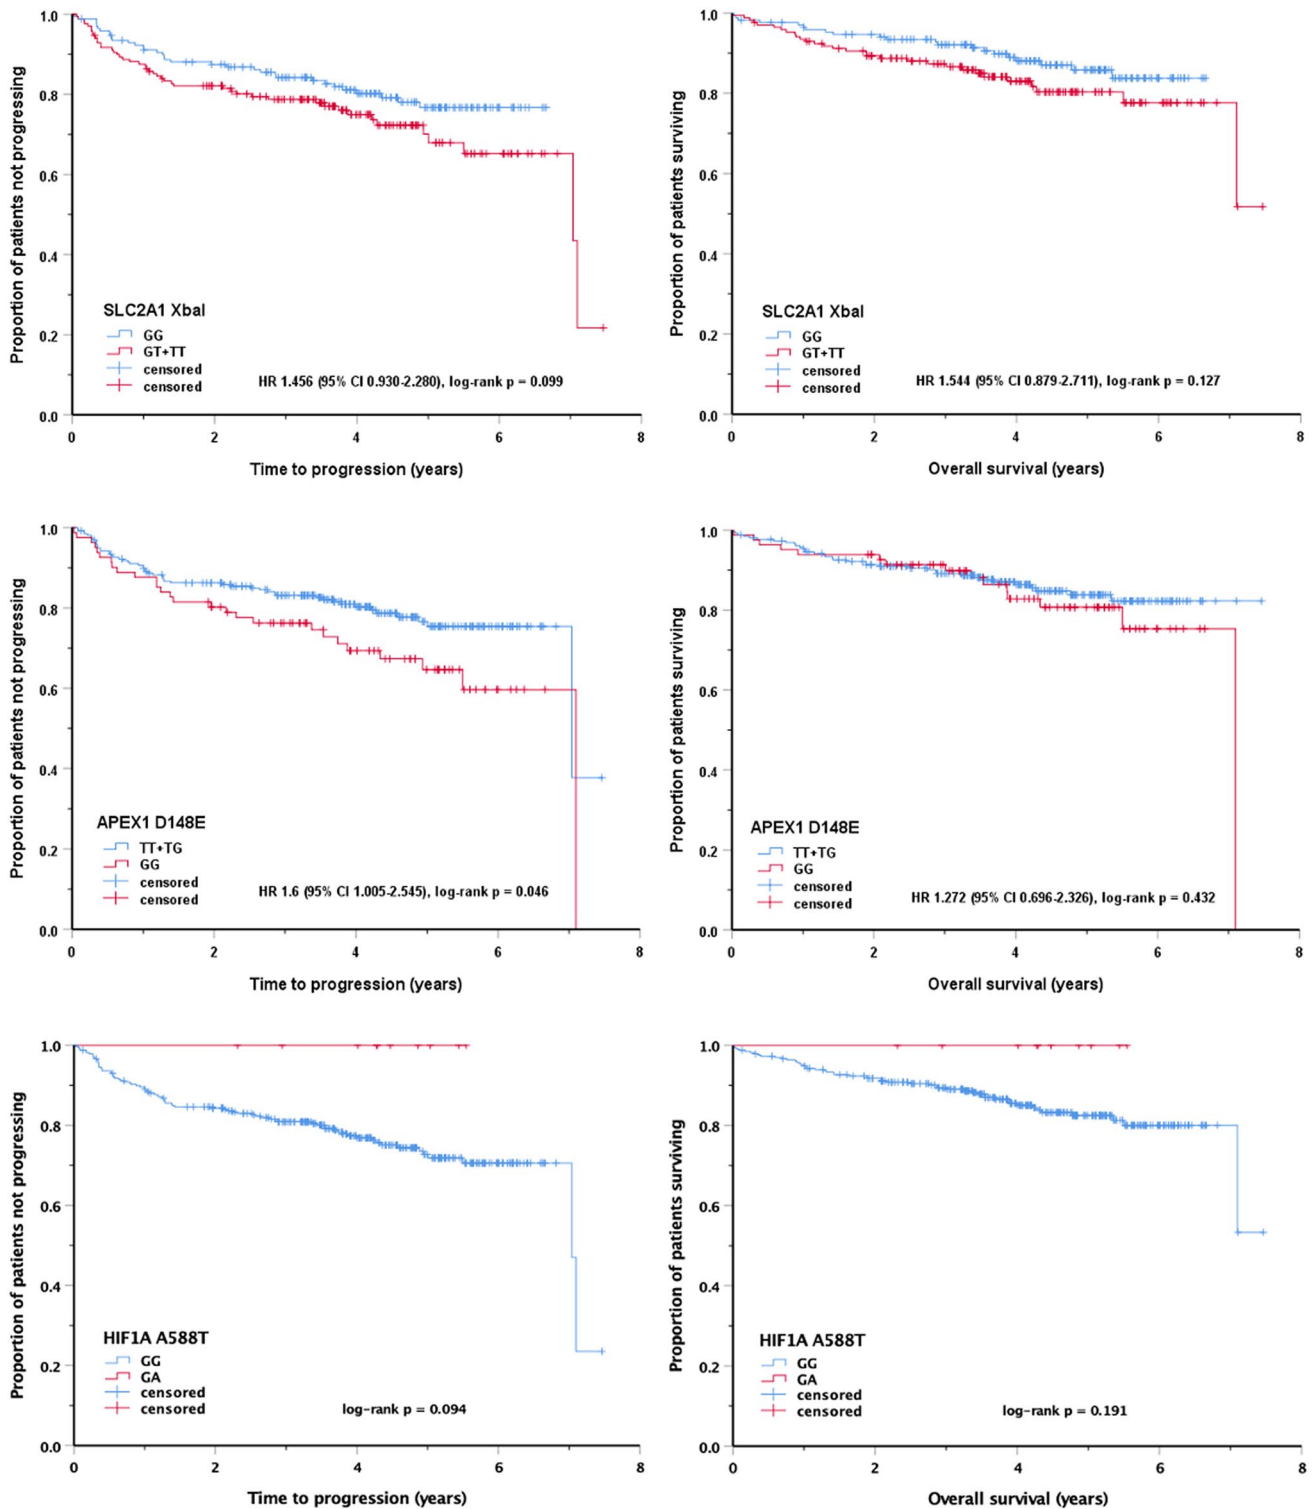 Proportion of patients not progressing
1.0
0.8
0.6
0.4
0.2
0.0
SLC2A1 XbaI
GG
GT+TT
censored
censored
HR 1.456 (95% CI 0.930-2.280), log-rank p = 0.099
0 2 4 6 8
Time to progression (years)
Proportion of patients surviving
1.0
0.8
0.6
0.4
0.2
0.0
SLC2A1 XbaI
GG
GT+TT
censored
censored
HR 1.544 (95% CI 0.879-2.711), log-rank p = 0.127
0 2 4 6 8
Overall survival (years)
Proportion of patients not progressing
1.0
0.8
0.6
0.4
0.2
0.0
APEX1 D148E
TT+TG
GG
censored
censored
HR 1.6 (95% CI 1.005-2.545), log-rank p = 0.046
0 2 4 6 8
Time to progression (years)
Proportion of patients surviving
1.0
0.8
0.6
0.4
0.2
0.0
APEX1 D148E
TT+TG
GG
censored
censored
HR 1.272 (95% CI 0.696-2.326), log-rank p = 0.432
0 2 4 6 8
Overall survival (years)
Proportion of patients not progressing
1.0
0.8
0.6
0.4
0.2
0.0
HIF1A A588T
GG
GA
censored
censored
log-rank p = 0.094
0 2 4 6 8
Time to progression (years)
Proportion of patients surviving
1.0
0.8
0.6
0.4
0.2
0.0
HIF1A A588T
GG
GA
censored
censored
log-rank p = 0.191
0 2 4 6 8
Overall survival (years)